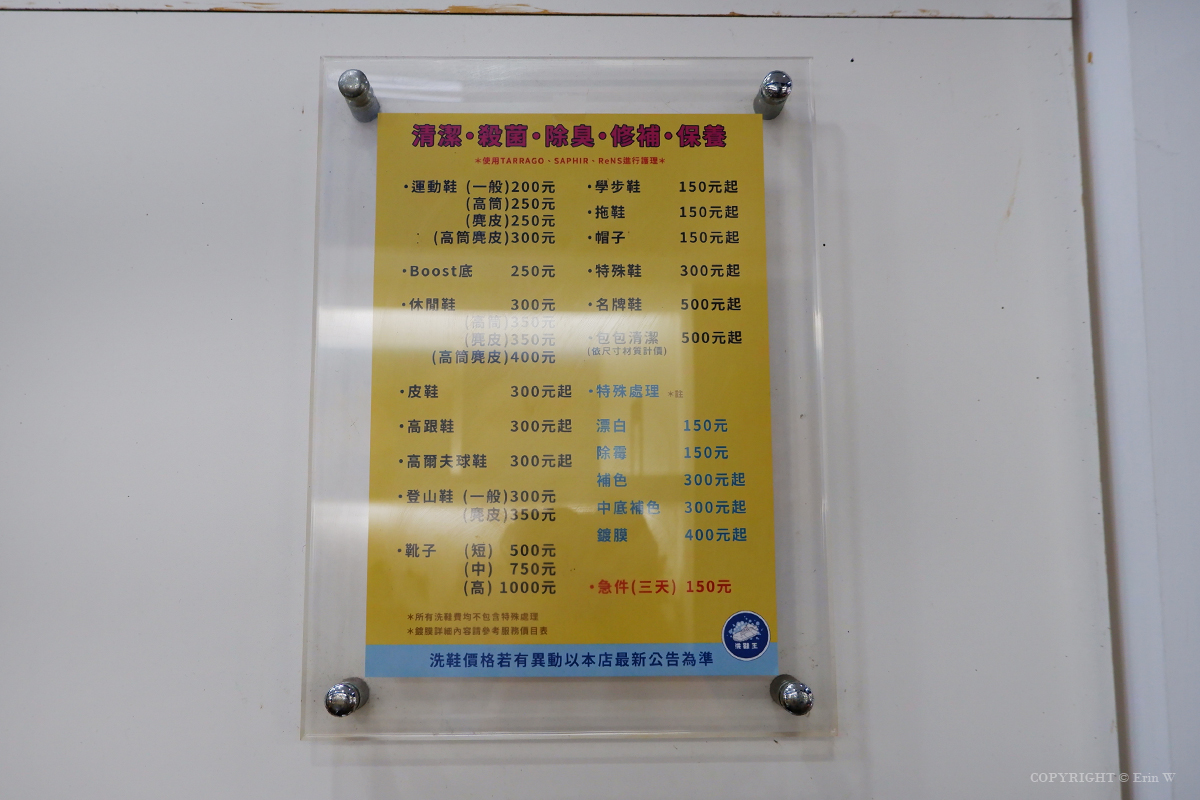 清潔・殺菌・除臭・修補・保養
＊使用TARRAGO、SAPHIR、ReNS進行護理＊
・運動鞋 (一般)200元
(高筒)250元
(麂皮)250元
(高筒麂皮)300元
・Boost底 250元
・休閒鞋 300元
(高筒)350元
(麂皮)350元
(高筒麂皮)400元
・皮鞋 300元起
・高跟鞋 300元起
・高爾夫球鞋 300元起
・登山鞋 (一般)300元
(麂皮)350元
・靴子 (短) 500元
(中) 750元
(高) 1000元
＊所有洗鞋費均不包含特殊處理
＊鍍膜詳細內容請參考服務價目表
・學步鞋 150元起
・拖鞋 150元起
・帽子 150元起
・特殊鞋 300元起
・名牌鞋 500元起
・包包清潔 500元起
(依尺寸材質計價)
・特殊處理 ＊註
漂白 150元
除霉 150元
補色 300元起
中底補色 300元起
鍍膜 400元起
・急件(三天) 150元
洗鞋王
洗鞋價格若有異動以本店最新公告為準
COPYRIGHT © Erin W